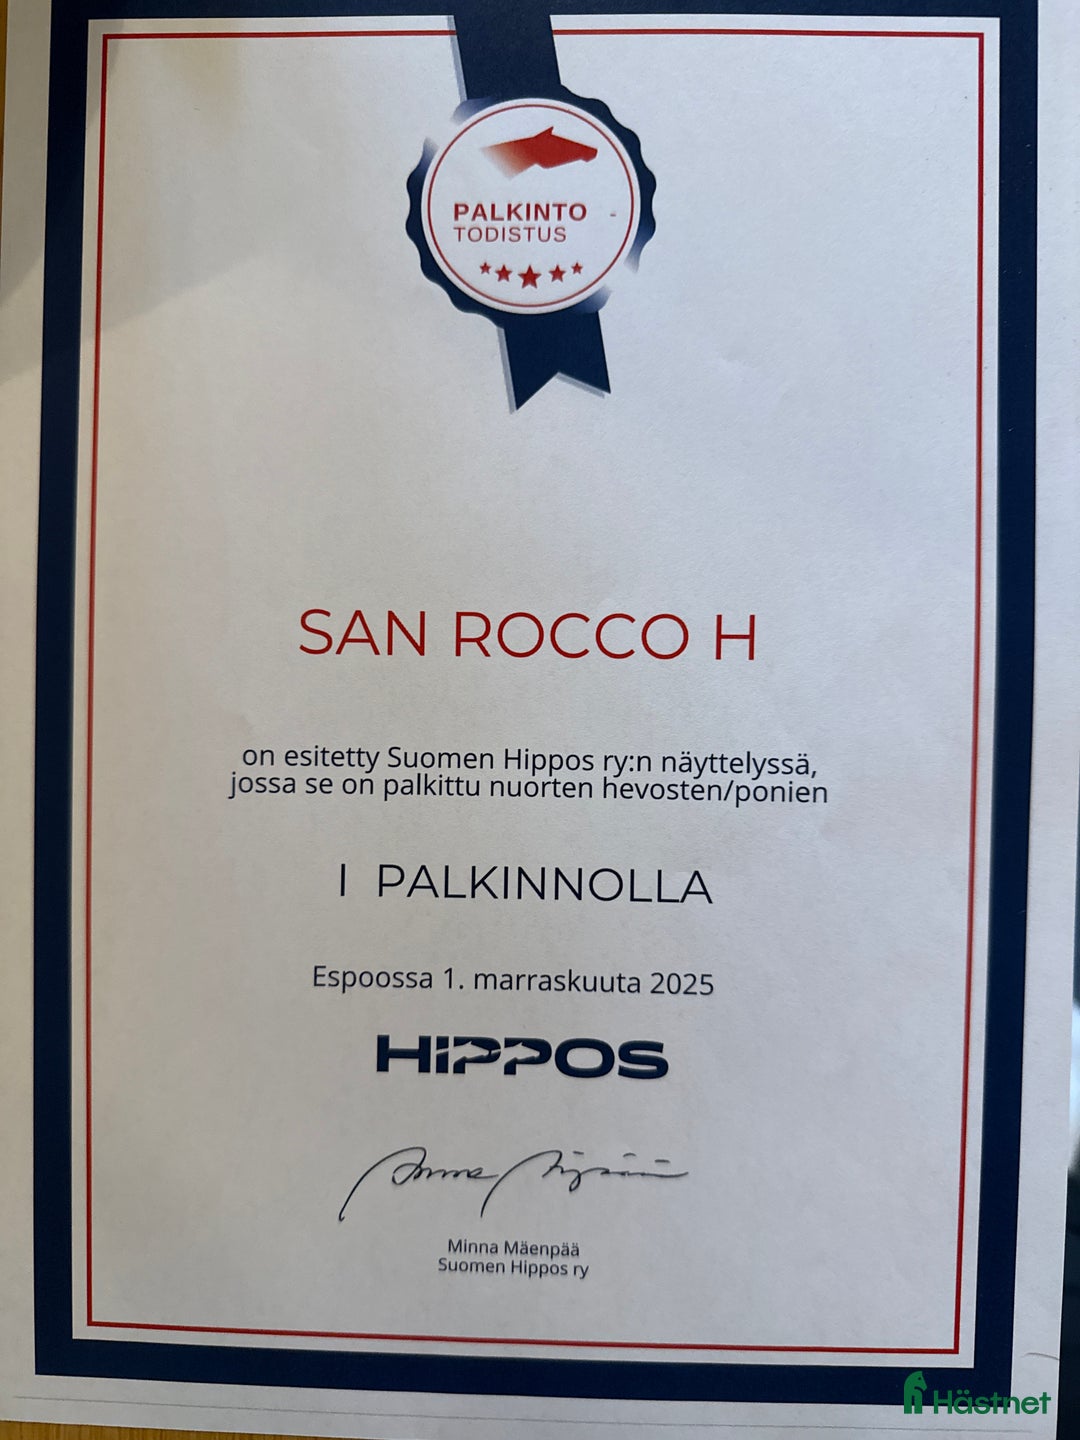 PALKINTO
TODISTUS
SAN ROCCO H
on esitetty Suomen Hippos ry:n näyttelyssä,
jossa se on palkittu nuorten hevosten/ponien
I PALKINNOLLA
Espoossa 1. marraskuuta 2025
HIPPOS
Minna Mäenpää
Suomen Hippos ry
Hästnet